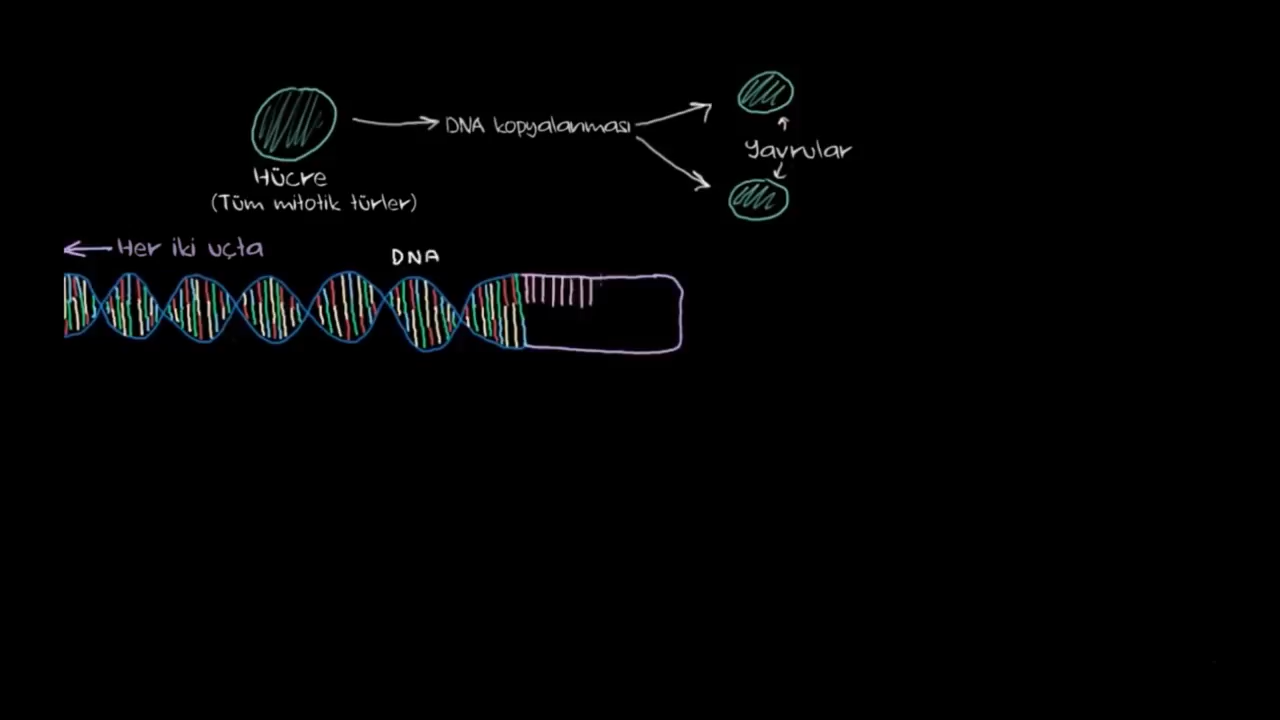 DNA kopyalanması
Yavrular
Hücre
(Tüm mitotik türler)
Her iki uçta
DNA